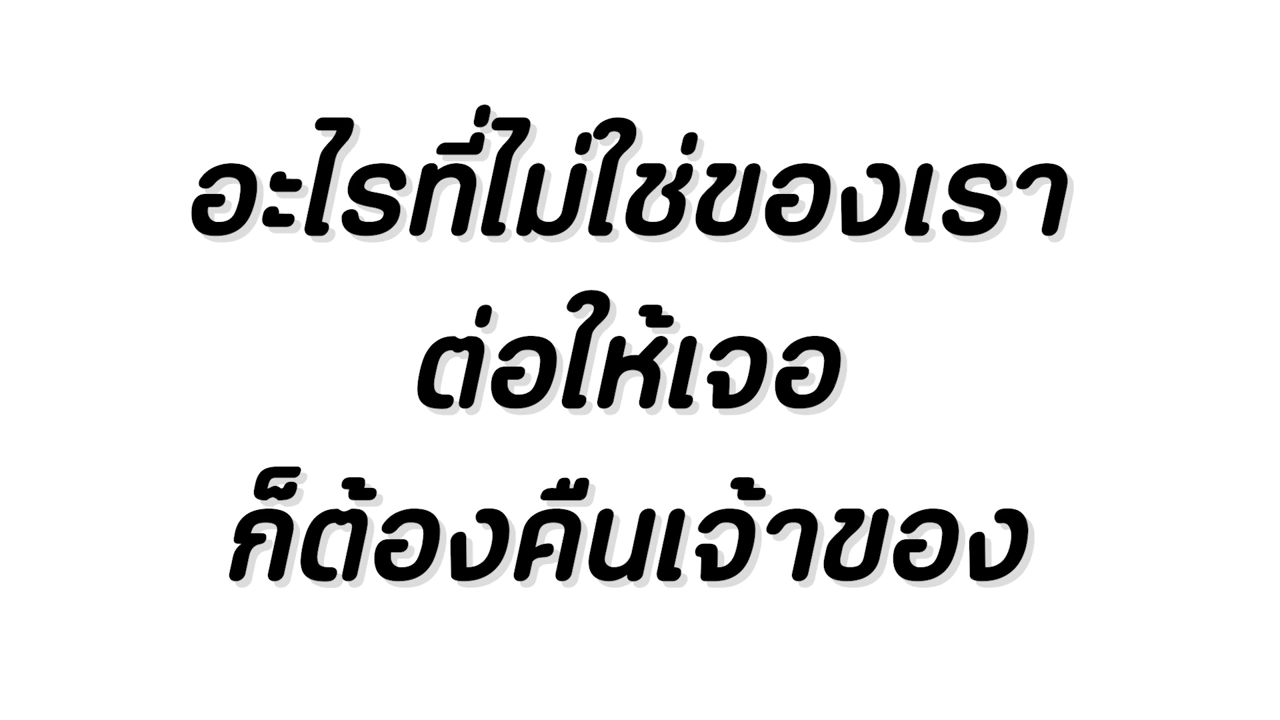 อะไรที่ไม่ใช่ของเรา
ต่อให้เจอ
ก็ต้องคืนเจ้าของ